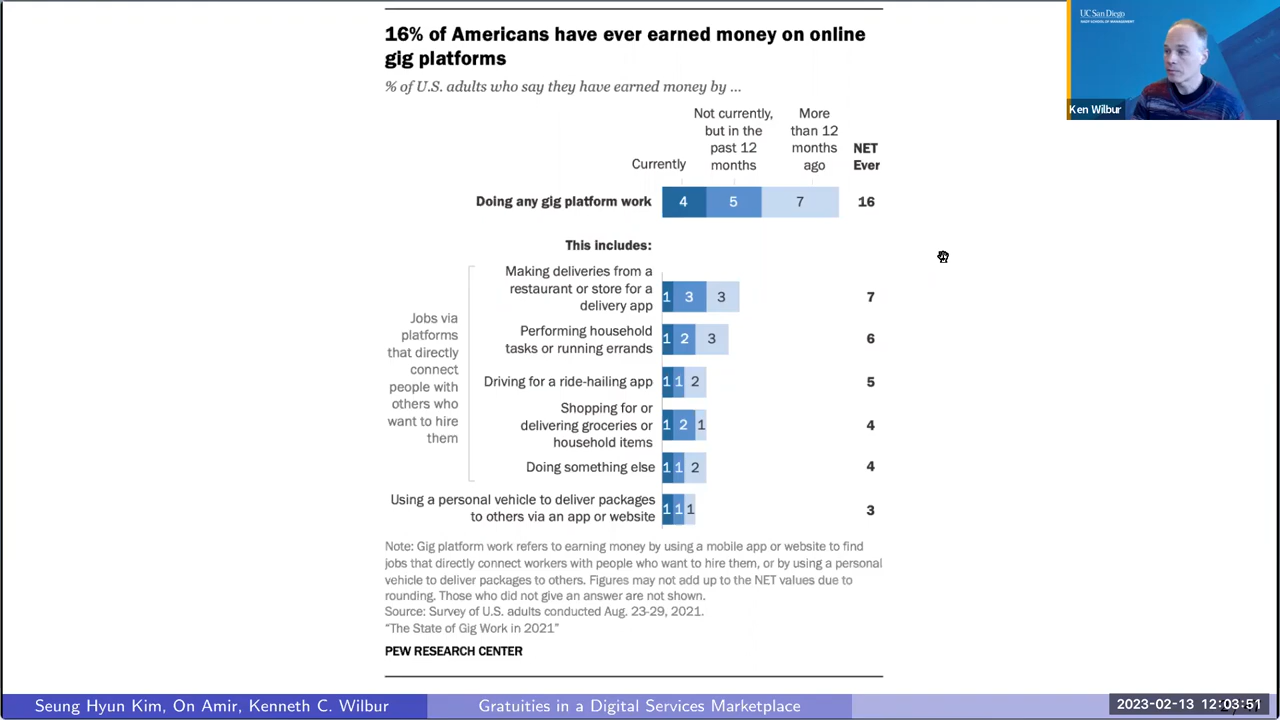 16% of Americans have ever earned money on online
gig platforms
% of U.S. adults who say they have earned money by ...
Currently
Not currently,
but in the
past 12
months
More
than 12
months
ago
NET
Ever
Doing any gig platform work 4 5 7 16
This includes:
Jobs via
platforms
that directly
connect
people with
others who
want to hire
them
Making deliveries from a
restaurant or store for a
delivery app
1 3 3 7
Performing household
tasks or running errands
1 2 3 6
Driving for a ride-hailing app 1 1 2 5
Shopping for or
delivering groceries or
household items
1 2 1 4
Doing something else 1 1 2 4
Using a personal vehicle to deliver packages
to others via an app or website
1 1 1 3
Note: Gig platform work refers to earning money by using a mobile app or website to find
jobs that directly connect workers with people who want to hire them, or by using a personal
vehicle to deliver packages to others. Figures may not add up to the NET values due to
rounding. Those who did not give an answer are not shown.
Source: Survey of U.S. adults conducted Aug. 23-29, 2021.
“The State of Gig Work in 2021”
PEW RESEARCH CENTER
UC San Diego
RADY SCHOOL OF MANAGEMENT
Ken Wilbur
Seung Hyun Kim, On Amir, Kenneth C. Wilbur
Gratuities in a Digital Services Marketplace
2023-02-13 12:03:51